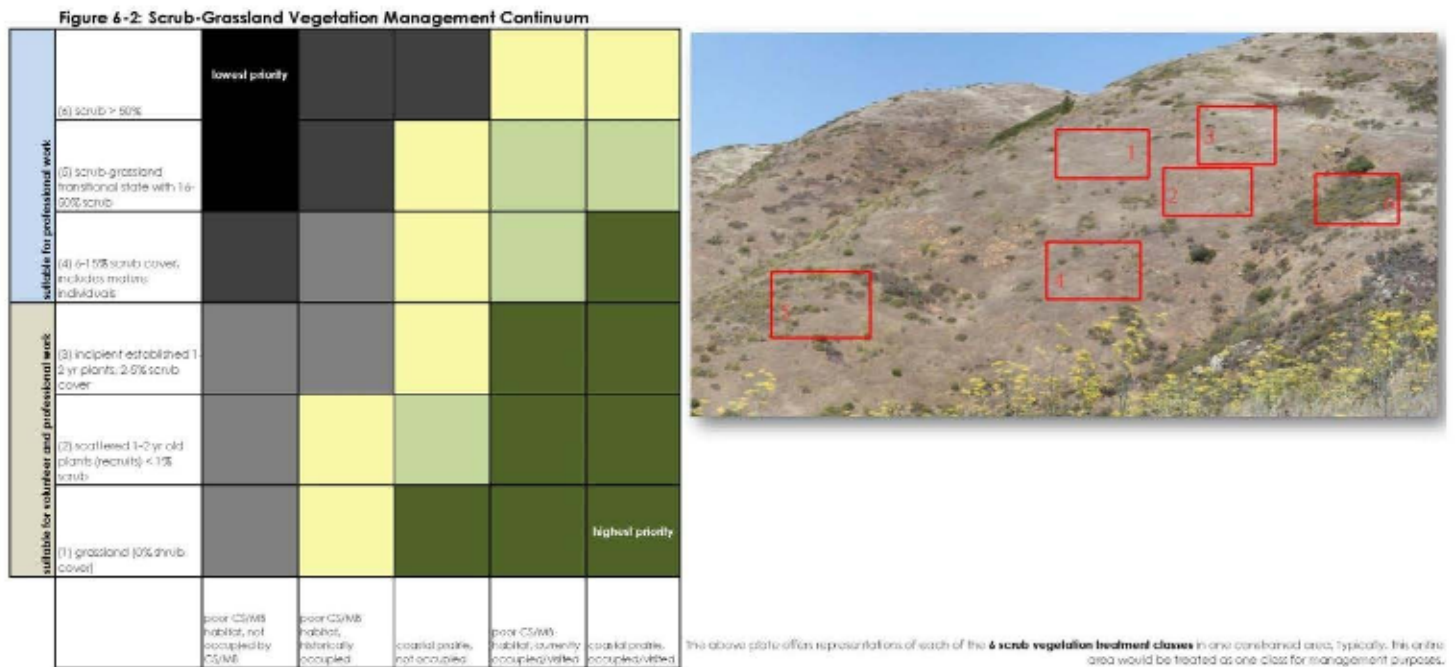 Figure 6-2: Scrub-Grassland Vegetation Management Continuum
suitable for professional work
suitable for volunteer and professional work
lowest priority
(6) scrub > 50%
(5) scrub-grassland
transitional state with 16-
50% scrub
(4) 6-15% scrub cover,
includes mature
individuals
(3) incipient established 1-
2 yr plants, 2-5% scrub
cover
(2) scattered 1-2 yr old
plants (recruits) < 1%
scrub
(1) grassland (0% shrub
cover)
highest priority
poor CS/MB
habitat, not
occupied by
CS/MB
poor CS/MB
habitat,
historically
occupied
coastal prairie,
not occupied
poor CS/MB
habitat, currently
occupied/visited
coastal prairie,
occupied/visited
1
3
2
6
4
5
The above plate offers representations of each of the 6 scrub vegetation treatment classes in one constrained area. Typically, this entire
area would be treated as one class for management purposes.